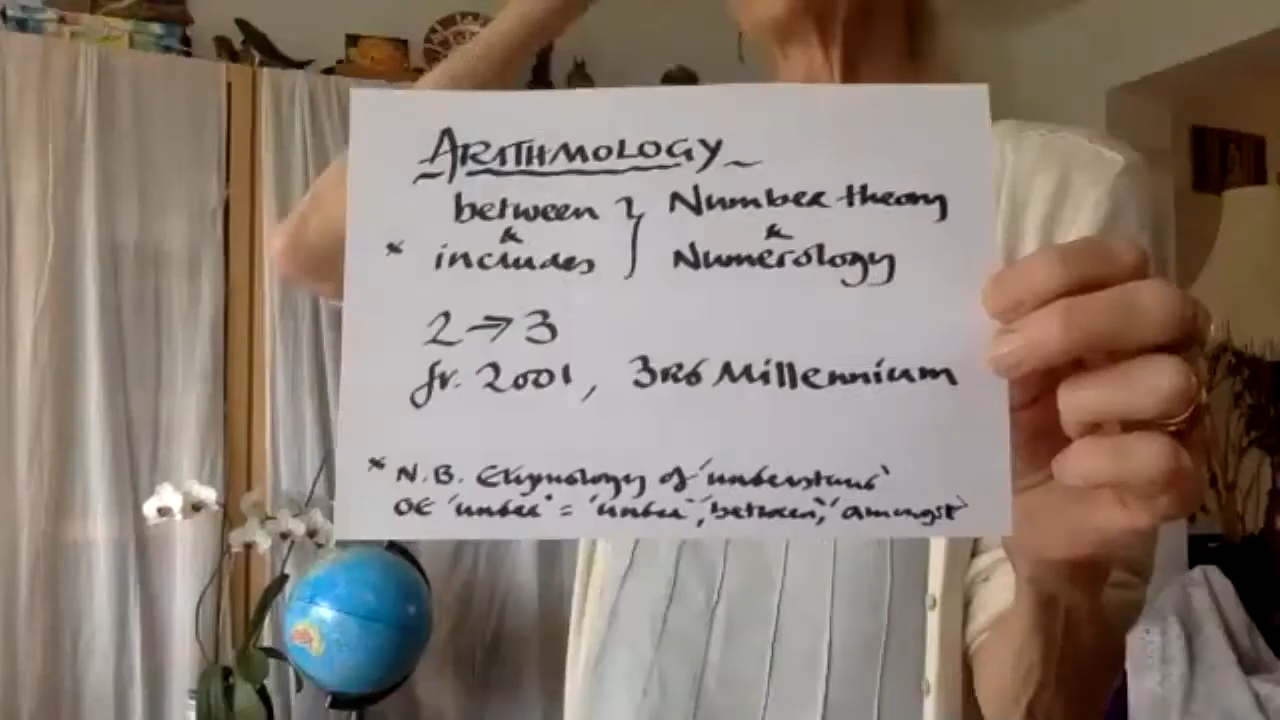 ARITHMOLOGY
between } Number theory
& &
* includes Numerology
2 → 3
fr. 2001, 3RD Millennium
* N.B. Etymology of 'understand'
OE 'under' = 'under', 'between', 'amongst'